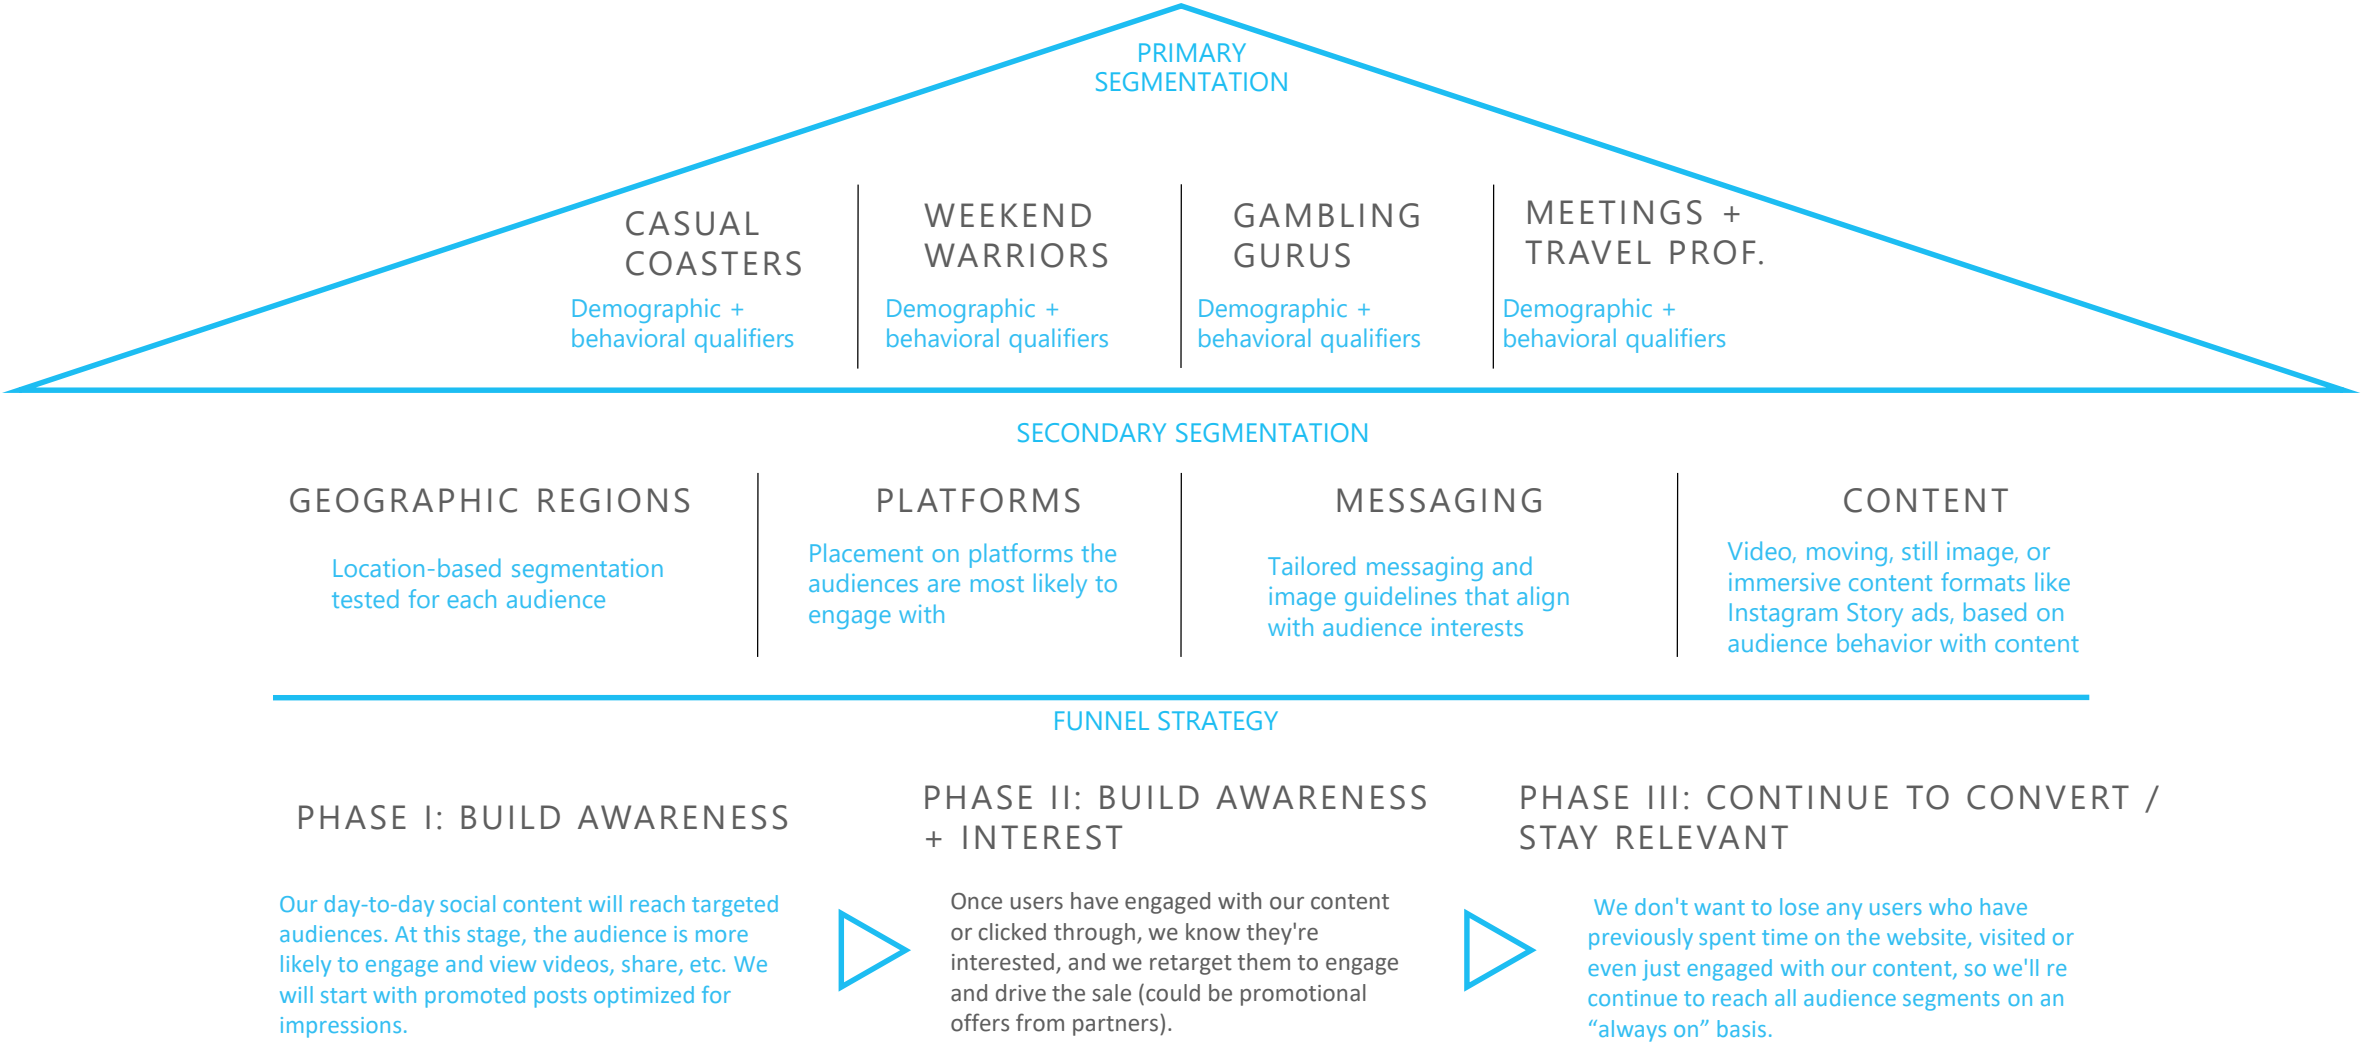 PRIMARY
SEGMENTATION
CASUAL
COASTERS
Demographic +
behavioral qualifiers
WEEKEND
WARRIORS
Demographic +
behavioral qualifiers
GAMBLING
GURUS
Demographic +
behavioral qualifiers
MEETINGS +
TRAVEL PROF.
Demographic +
behavioral qualifiers
SECONDARY SEGMENTATION
GEOGRAPHIC REGIONS
Location-based segmentation
tested for each audience
PLATFORMS
Placement on platforms the
audiences are most likely to
engage with
MESSAGING
Tailored messaging and
image guidelines that align
with audience interests
CONTENT
Video, moving, still image, or
immersive content formats like
Instagram Story ads, based on
audience behavior with content
FUNNEL STRATEGY
PHASE I: BUILD AWARENESS
Our day-to-day social content will reach targeted
audiences. At this stage, the audience is more
likely to engage and view videos, share, etc. We
will start with promoted posts optimized for
impressions.
PHASE II: BUILD AWARENESS
+ INTEREST
Once users have engaged with our content
or clicked through, we know they're
interested, and we retarget them to engage
and drive the sale (could be promotional
offers from partners).
PHASE III: CONTINUE TO CONVERT /
STAY RELEVANT
We don't want to lose any users who have
previously spent time on the website, visited or
even just engaged with our content, so we'll re
continue to reach all audience segments on an
“always on” basis.